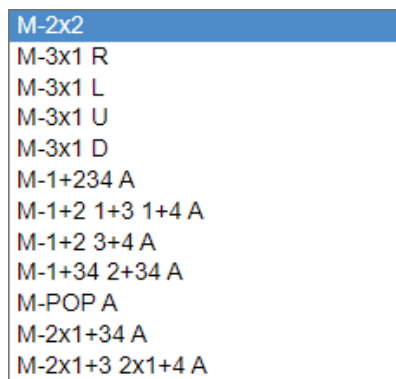 M-2x2
M-3x1 R
M-3x1 L
M-3x1 U
M-3x1 D
M-1+234 A
M-1+2 1+3 1+4 A
M-1+2 3+4 A
M-1+34 2+34 A
M-POP A
M-2x1+34 A
M-2x1+3 2x1+4 A